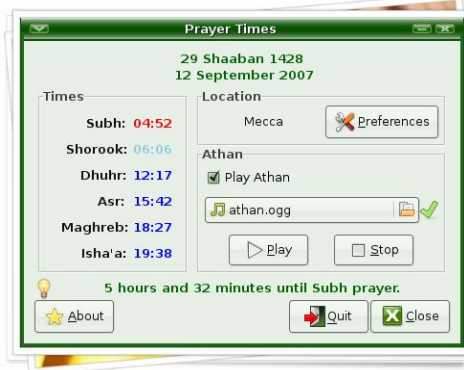 Prayer Times
29 Shaaban 1428
12 September 2007
Times
Subh: 04:52
Shorook: 06:06
Dhuhr: 12:17
Asr: 15:42
Maghreb: 18:27
Isha'a: 19:38
Location
Mecca
Preferences
Athan
Play Athan
athan.ogg
Play
Stop
5 hours and 32 minutes until Subh prayer.
About
Quit
Close